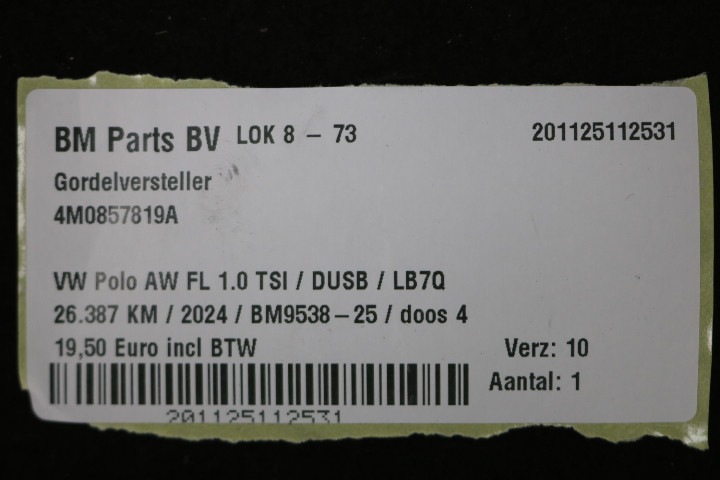 BM Parts BV LOK 8 – 73 201125112531
Gordelversteller
4M0857819A
VW Polo AW FL 1.0 TSI / DUSB / LB7Q
26.387 KM / 2024 / BM9538–25 / doos 4
19,50 Euro incl BTW Verz: 10
Aantal: 1
201125112531